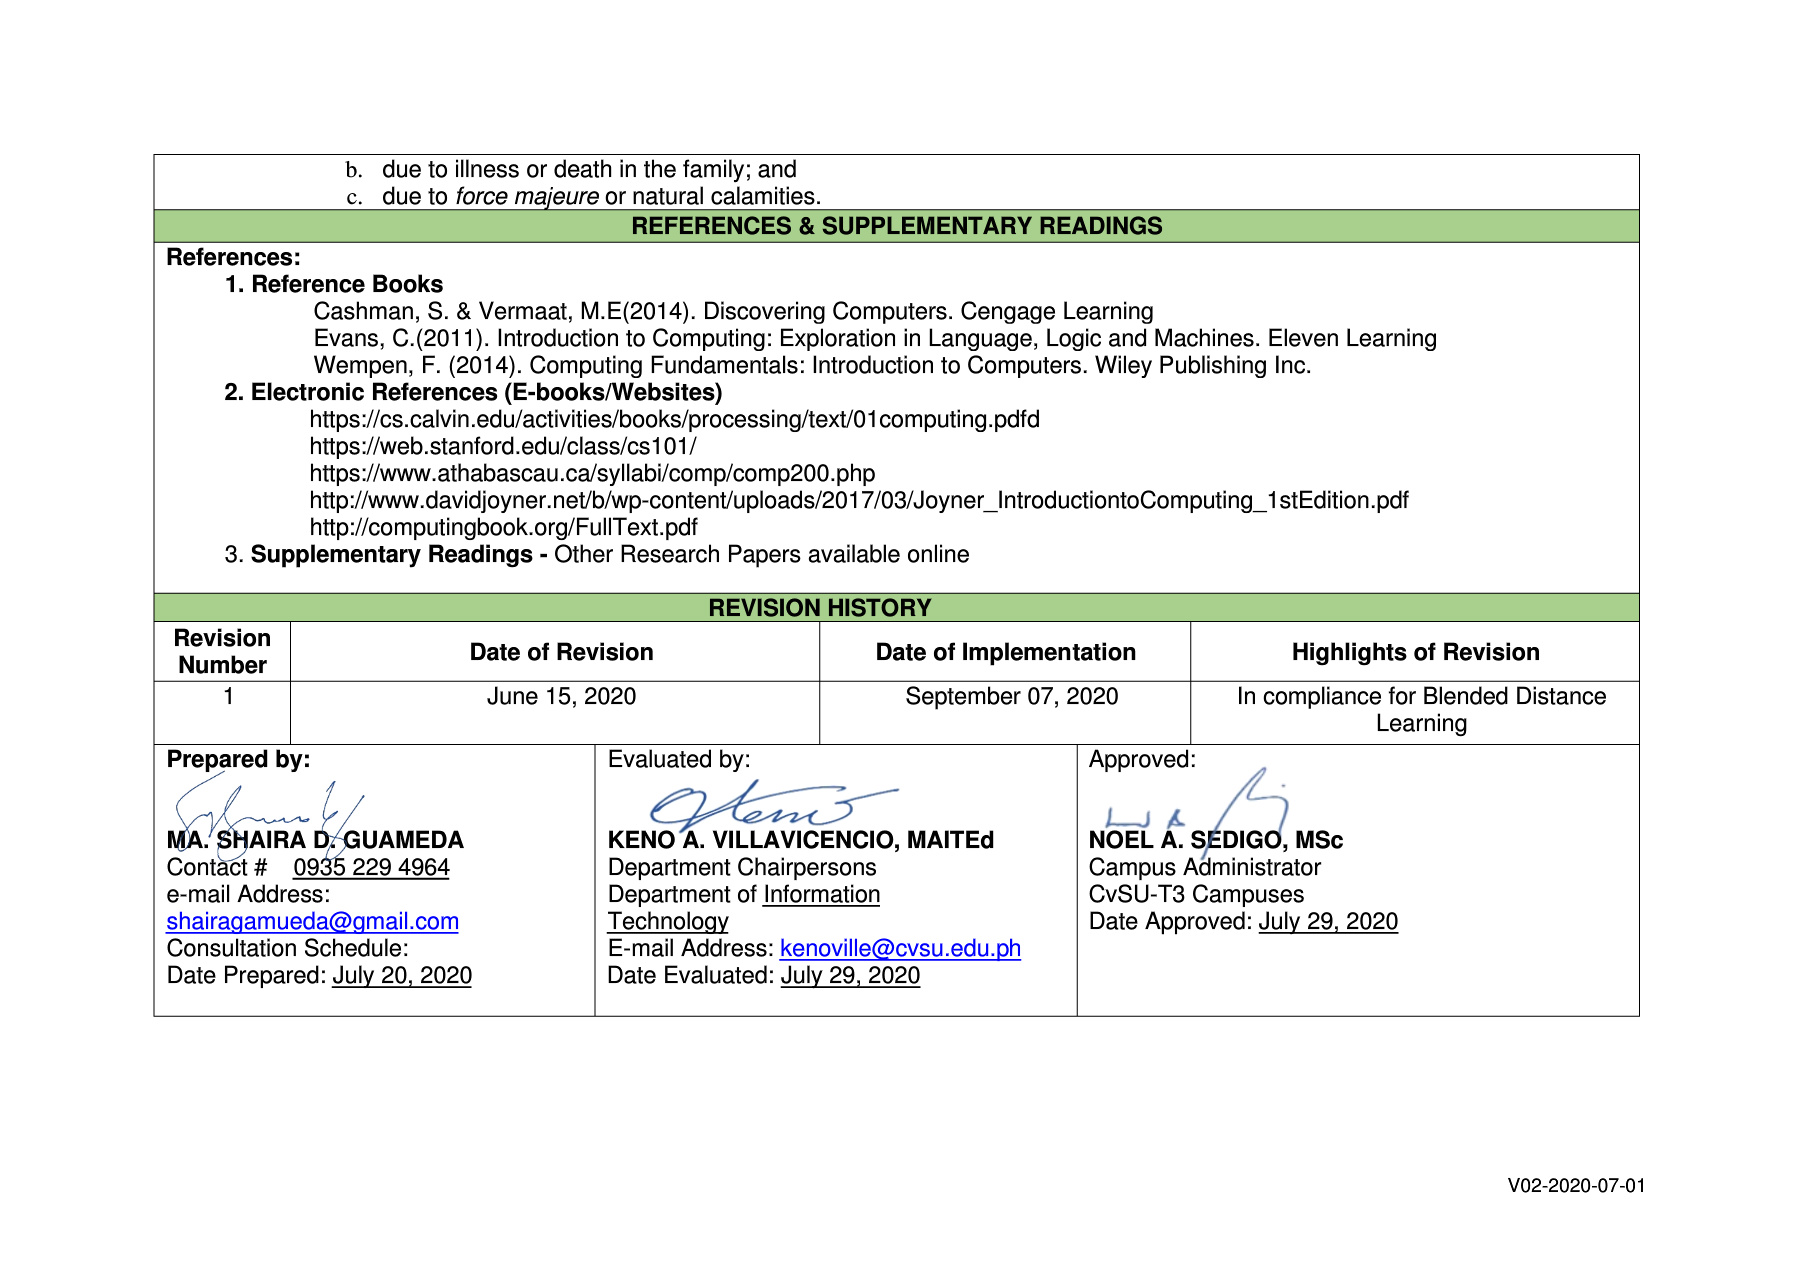 b. due to illness or death in the family; and
c. due to force majeure or natural calamities.
REFERENCES & SUPPLEMENTARY READINGS
References:
1. Reference Books
Cashman, S. & Vermaat, M.E(2014). Discovering Computers. Cengage Learning
Evans, C.(2011). Introduction to Computing: Exploration in Language, Logic and Machines. Eleven Learning
Wempen, F. (2014). Computing Fundamentals: Introduction to Computers. Wiley Publishing Inc.
2. Electronic References (E-books/Websites)
https://cs.calvin.edu/activities/books/processing/text/01computing.pdfd
https://web.stanford.edu/class/cs101/
https://www.athabascau.ca/syllabi/comp/comp200.php
http://www.davidjoyner.net/b/wp-content/uploads/2017/03/Joyner_IntroductiontoComputing_1stEdition.pdf
http://computingbook.org/FullText.pdf
3. Supplementary Readings - Other Research Papers available online
REVISION HISTORY
Revision Number Date of Revision Date of Implementation Highlights of Revision
1 June 15, 2020 September 07, 2020 In compliance for Blended Distance
Learning
Prepared by:
MA. SHAIRA D. GUAMEDA
Contact # 0935 229 4964
e-mail Address:
shairagamueda@gmail.com
Consultation Schedule:
Date Prepared: July 20, 2020
Evaluated by:
KENO A. VILLAVICENCIO, MAITEd
Department Chairpersons
Department of Information
Technology
E-mail Address: kenoville@cvsu.edu.ph
Date Evaluated: July 29, 2020
Approved:
NOEL A. SEDIGO, MSc
Campus Administrator
CvSU-T3 Campuses
Date Approved: July 29, 2020
V02-2020-07-01